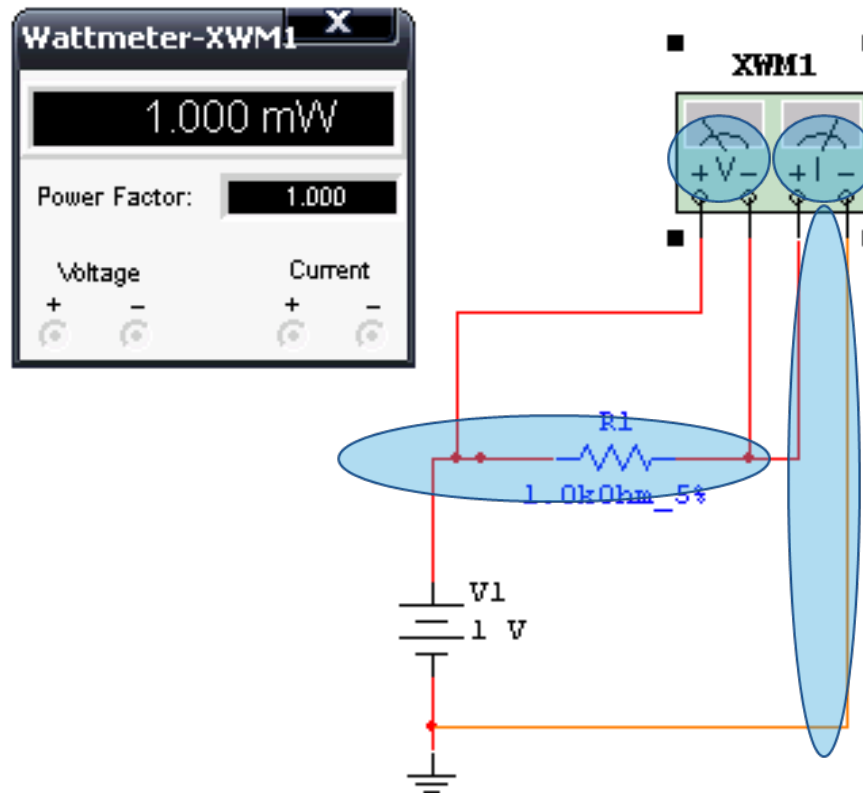 Wattmeter-XWM1 X
1.000 mW
Power Factor: 1.000
Voltage Current
+ − + −
XWM1
+ V − + I −
R1
1.0kOhm_5%
V1
1 V